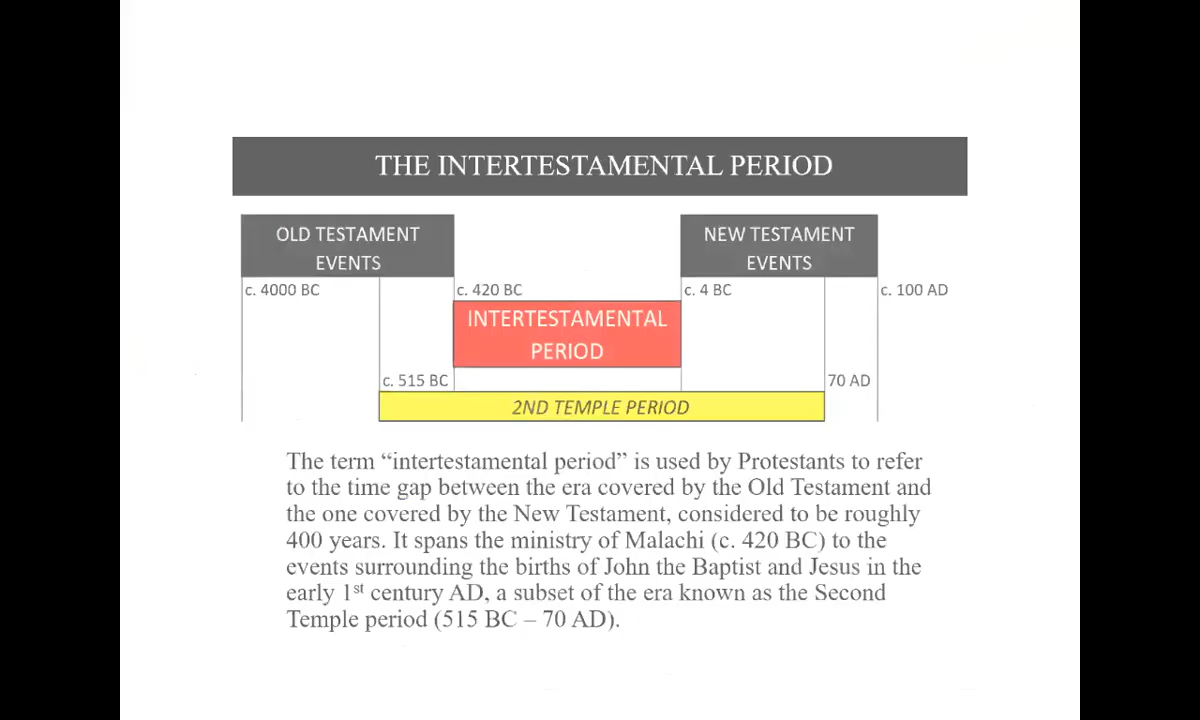 THE INTERTESTAMENTAL PERIOD
OLD TESTAMENT
EVENTS
NEW TESTAMENT
EVENTS
c. 4000 BC
c. 420 BC
c. 4 BC
c. 100 AD
INTERTESTAMENTAL
PERIOD
c. 515 BC
70 AD
2ND TEMPLE PERIOD
The term “intertestamental period” is used by Protestants to refer
to the time gap between the era covered by the Old Testament and
the one covered by the New Testament, considered to be roughly
400 years. It spans the ministry of Malachi (c. 420 BC) to the
events surrounding the births of John the Baptist and Jesus in the
early 1st century AD, a subset of the era known as the Second
Temple period (515 BC – 70 AD).